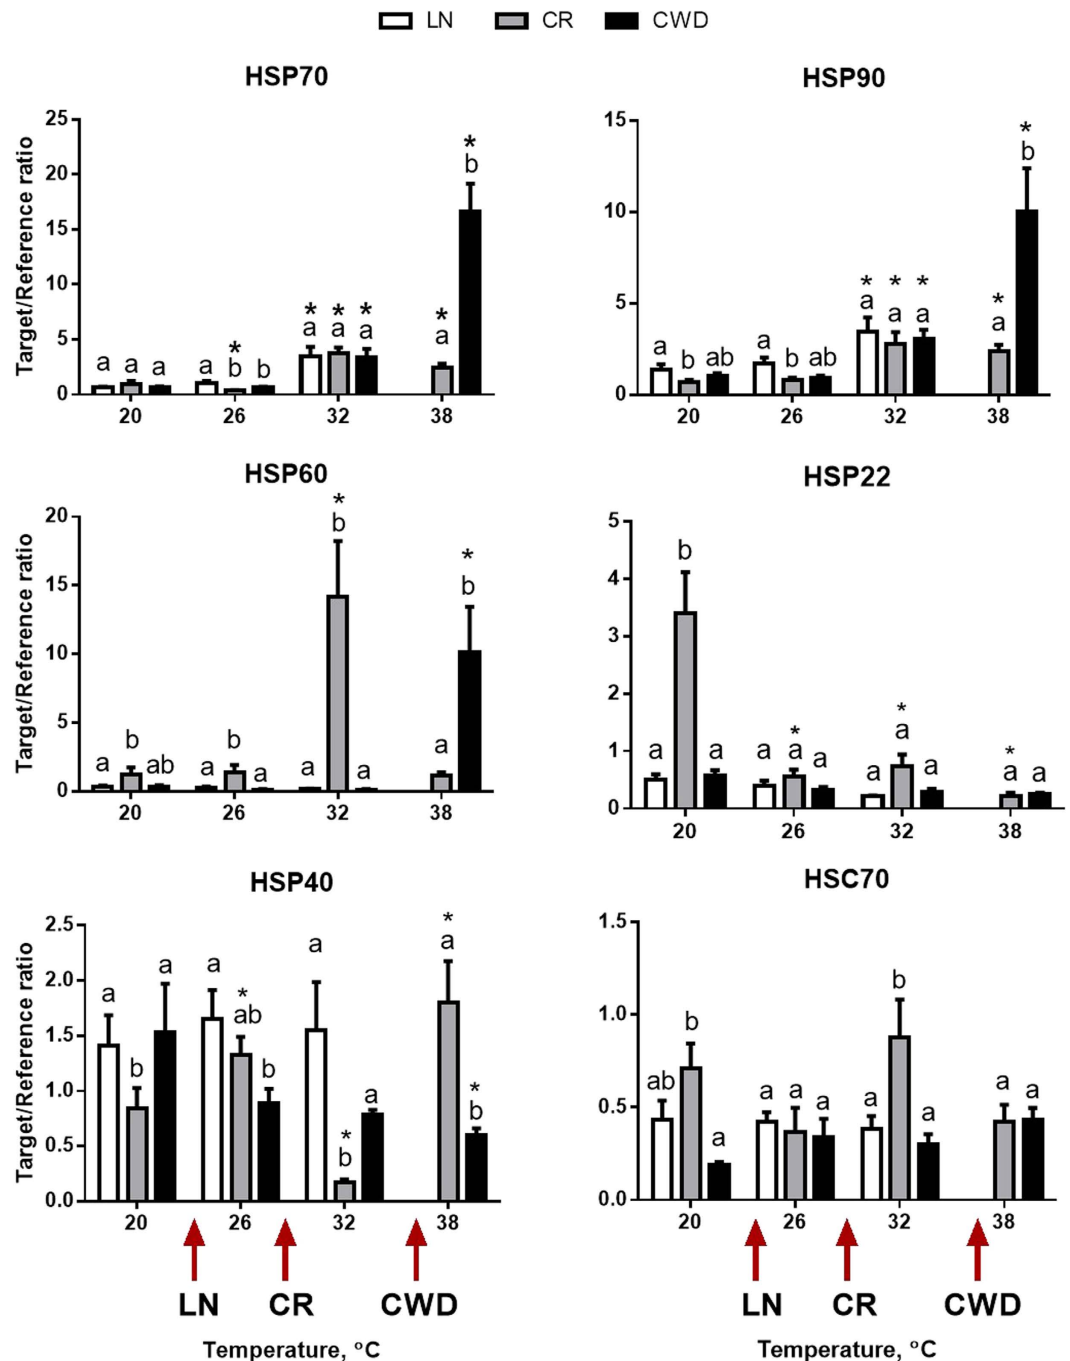 LN CR CWD
HSP70
Target/Reference ratio
25
20
15
10
5
0
a a a
a * b b
* a * a * a
* a * b
20 26 32 38
HSP90
15
10
5
0
a b ab
a b ab
* a * a * a
* a * b
20 26 32 38
HSP60
Target/Reference ratio
20
15
10
5
0
a b ab
a b a
a * b a
a * b
20 26 32 38
HSP22
5
4
3
2
1
0
a b a
a * a a
a * a a
* a a
20 26 32 38
HSP40
Target/Reference ratio
2.5
2.0
1.5
1.0
0.5
0.0
a b a
a * ab b
a * b a
* a * b
20 26 32 38
LN CR CWD
Temperature, °C
HSC70
1.5
1.0
0.5
0.0
ab b a
a a a
a b a
a a
20 26 32 38
LN CR CWD
Temperature, °C